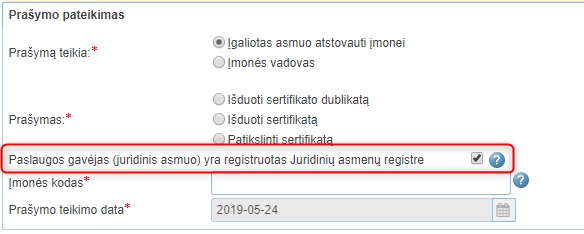 Prašymo pateikimas
Prašymą teikia:* Įgaliotas asmuo atstovauti įmonei
Įmonės vadovas
Prašymas:* Išduoti sertifikato dublikatą
Išduoti sertifikatą
Patikslinti sertifikatą
Paslaugos gavėjas (juridinis asmuo) yra registruotas Juridinių asmenų registre ?
Įmonės kodas* ?
Prašymo teikimo data* 2019-05-24